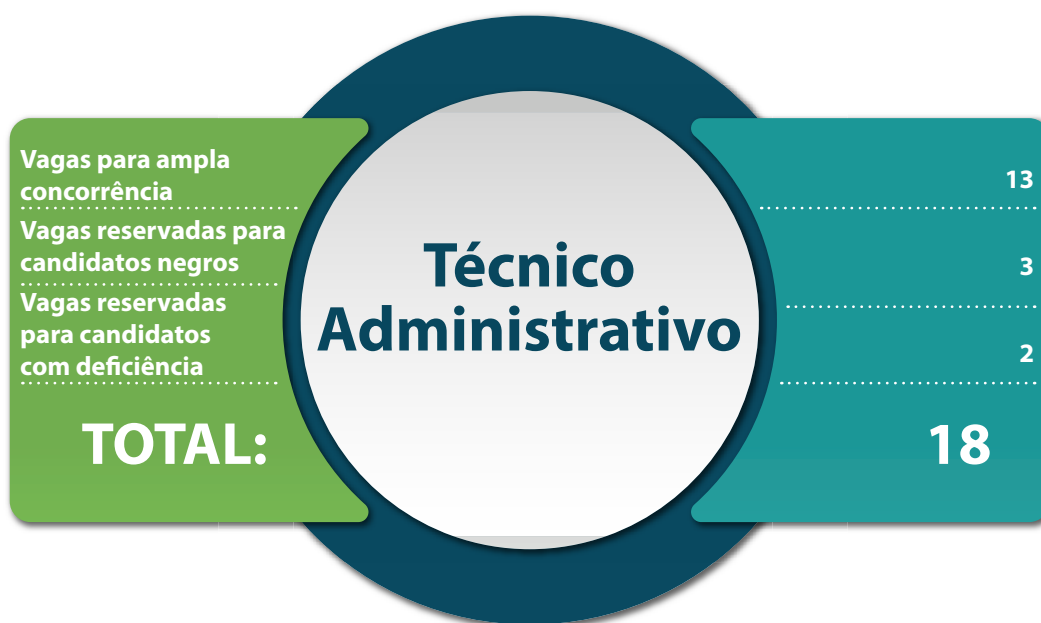 Vagas para ampla
concorrência
13
Vagas reservadas para
candidatos negros
3
Vagas reservadas
para candidatos
com deficiência
2
TOTAL:
18
Técnico
Administrativo